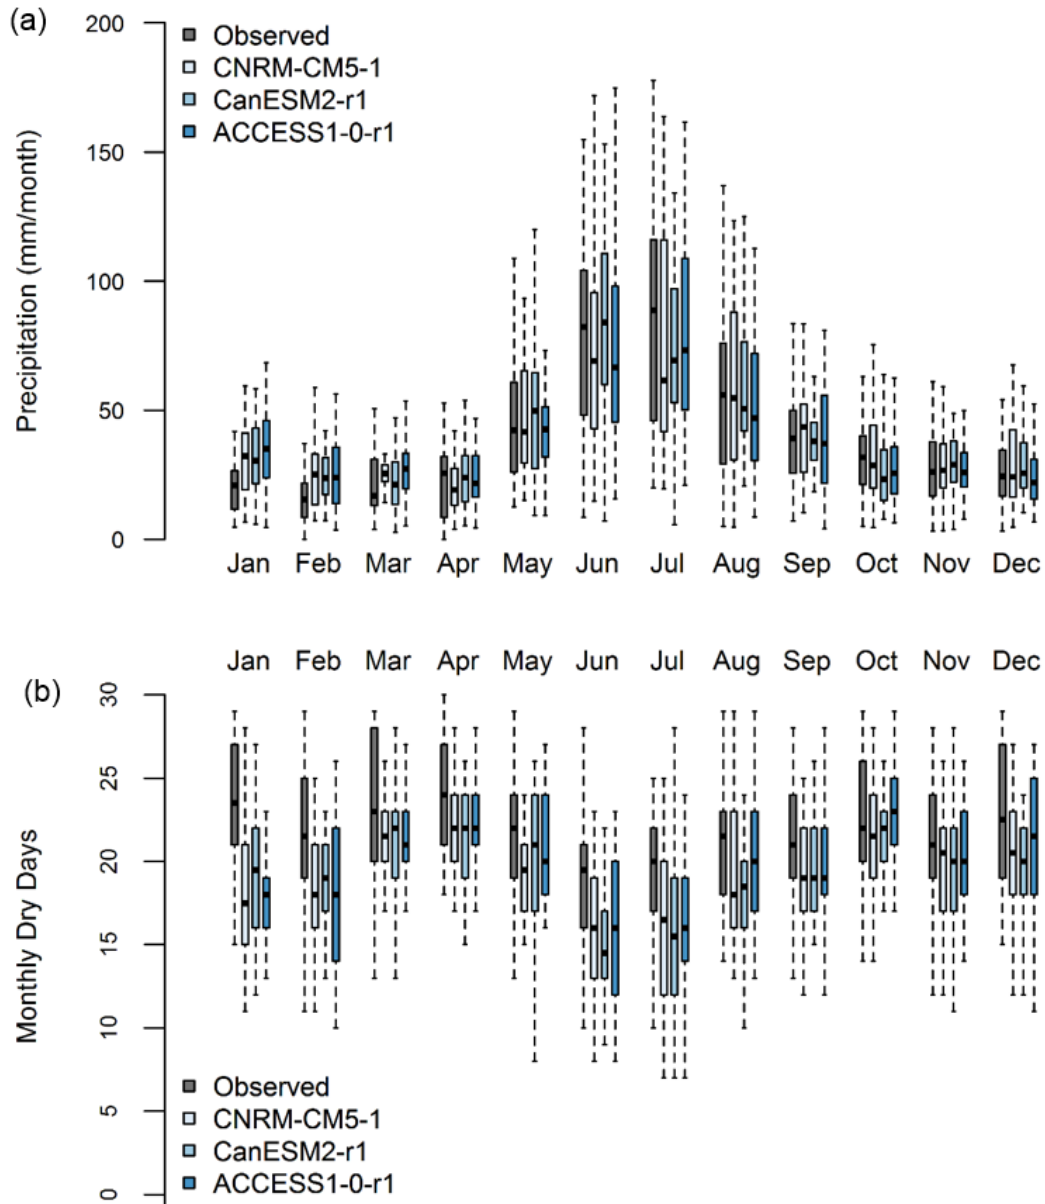 (a)
200
150
100
50
0
Precipitation (mm/month)
Observed
CNRM-CM5-1
CanESM2-r1
ACCESS1-0-r1
Jan Feb Mar Apr May Jun Jul Aug Sep Oct Nov Dec
Jan Feb Mar Apr May Jun Jul Aug Sep Oct Nov Dec
(b)
30
25
20
15
10
5
0
Monthly Dry Days
Observed
CNRM-CM5-1
CanESM2-r1
ACCESS1-0-r1